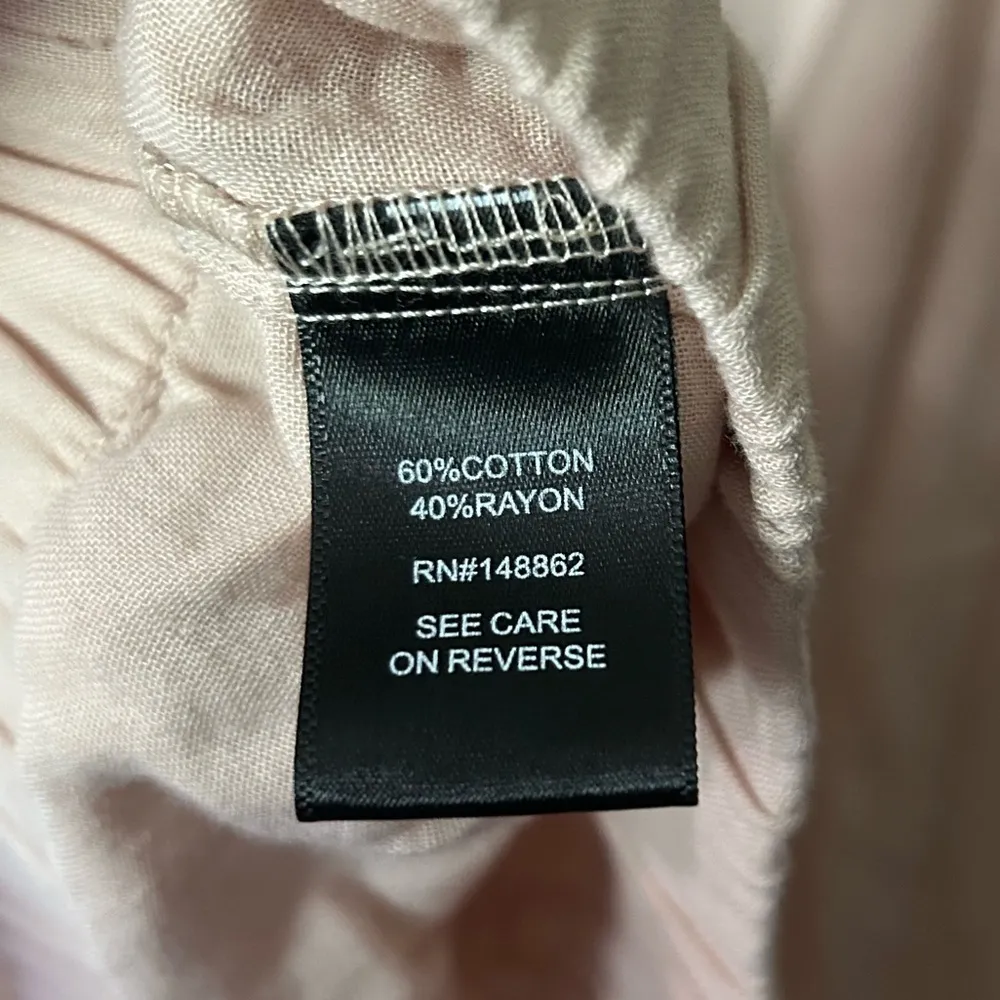 60%COTTON
40%RAYON
RN#148862
SEE CARE
ON REVERSE